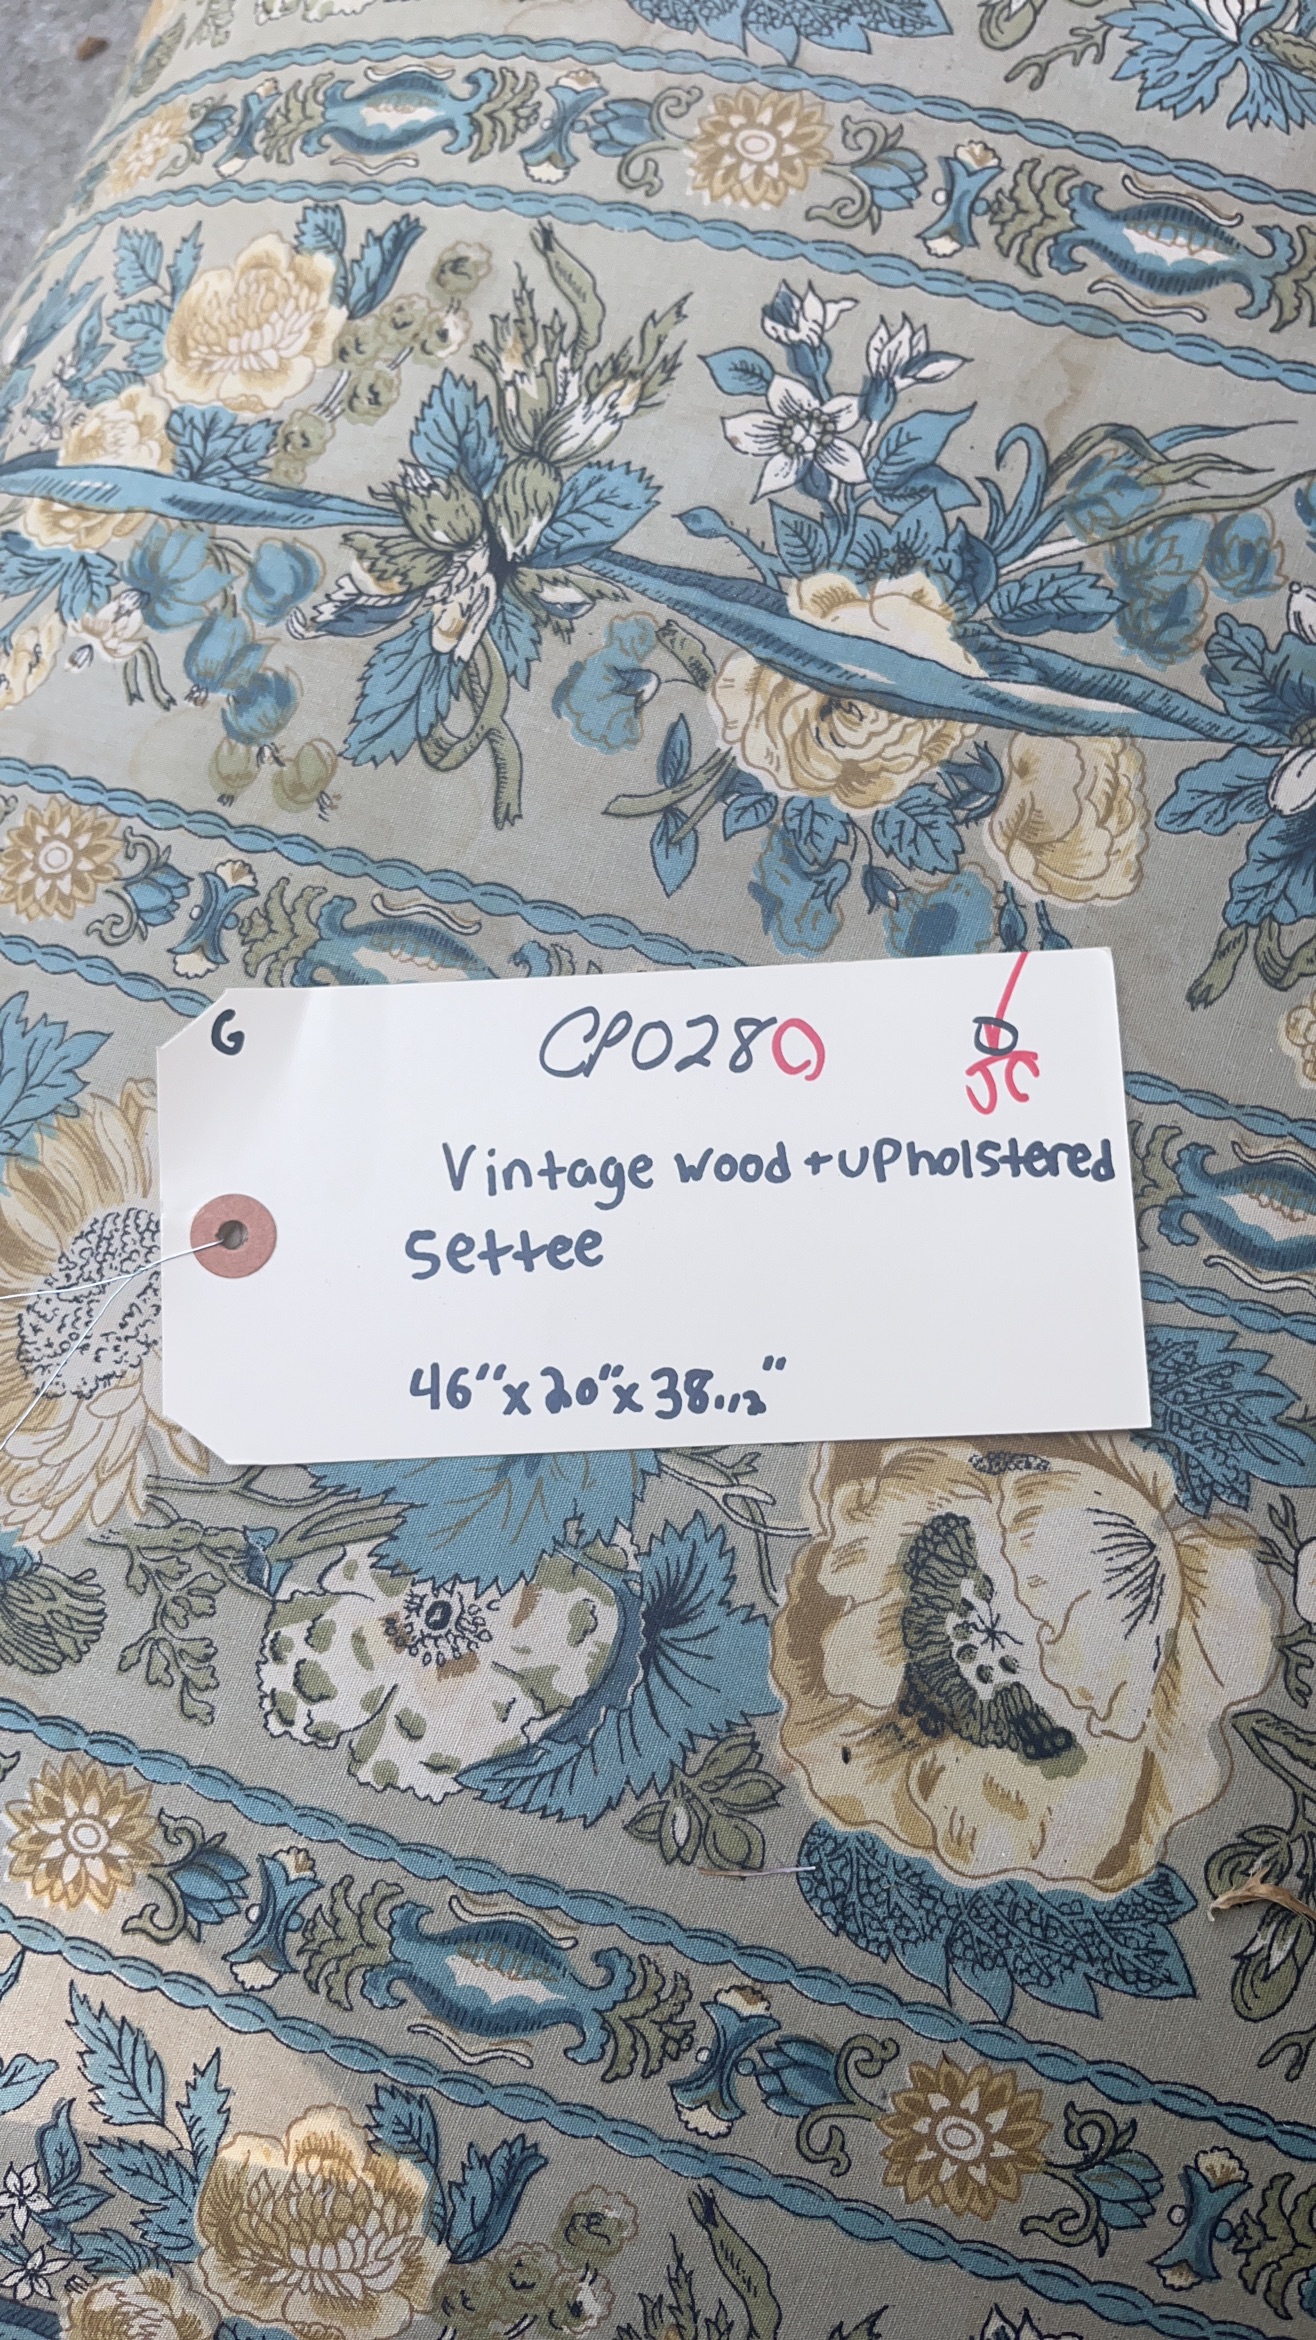 G CP0280 D
JC
Vintage wood + upholstered
settee
46" x 20" x 38 1/2"